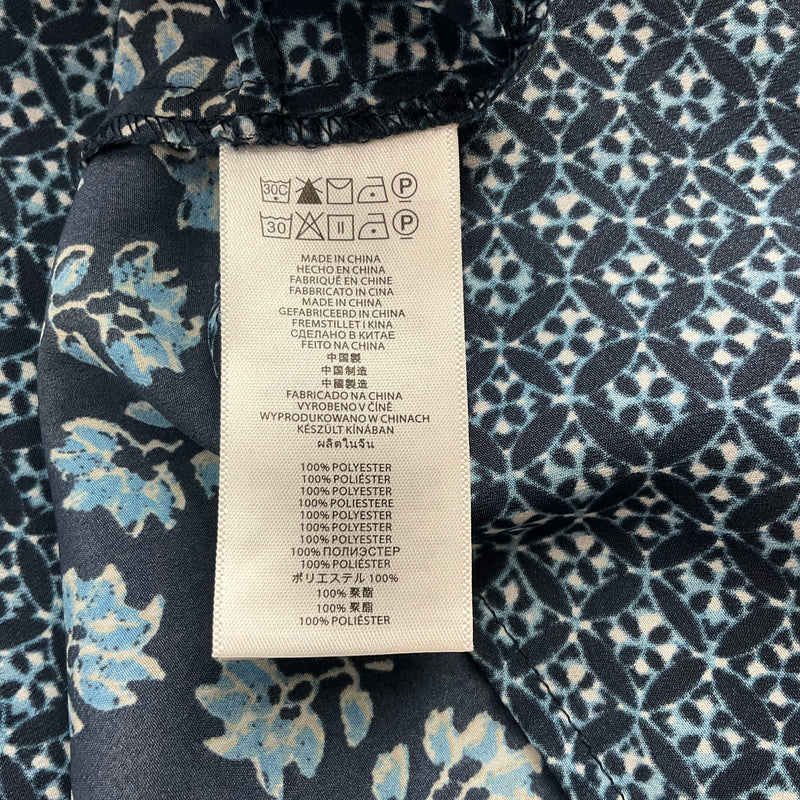 30C P
30 P
MADE IN CHINA
HECHO EN CHINA
FABRIQUÉ EN CHINE
FABBRICATO IN CINA
MADE IN CHINA
GEFABRICEERD IN CHINA
FREMSTILLET I KINA
СДЕЛАНО В КИТАЕ
FEITO NA CHINA
中国製
中国制造
中國製造
FABRICADO NA CHINA
VYROBENO V ČÍNĚ
WYPRODUKOWANO W CHINACH
KÉSZÜLT KÍNÁBAN
ผลิตในจีน
100% POLYESTER
100% POLIÉSTER
100% POLYESTER
100% POLIESTERE
100% POLYESTER
100% POLYESTER
100% POLYESTER
100% ПОЛИЭСТЕР
100% POLIÉSTER
ポリエステル 100%
100% 聚酯
100% 聚酯
100% POLIÉSTER